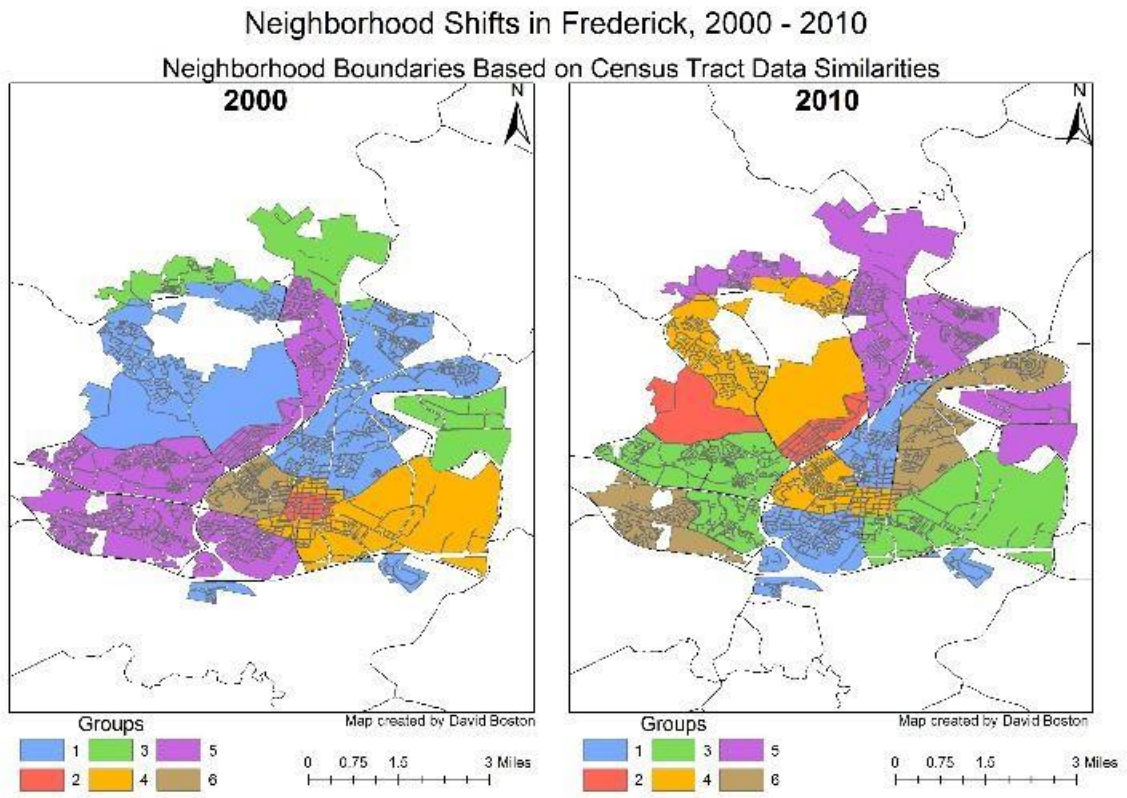 Neighborhood Shifts in Frederick, 2000 - 2010
Neighborhood Boundaries Based on Census Tract Data Similarities
2000
N
2010
N
Groups
Map created by David Boston
1
3
5
2
4
6
0 0.75 1.5 3 Miles
Groups
Map created by David Boston
1
3
5
2
4
6
0 0.75 1.5 3 Miles